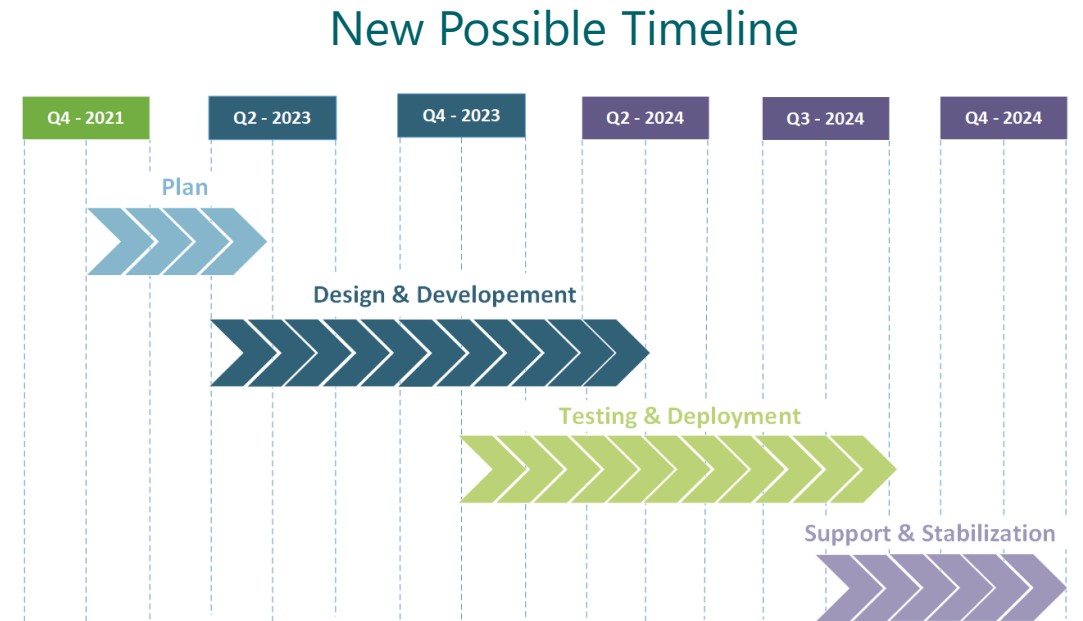 New Possible Timeline
Q4 - 2021
Q2 - 2023
Q4 - 2023
Q2 - 2024
Q3 - 2024
Q4 - 2024
Plan
Design & Developement
Testing & Deployment
Support & Stabilization